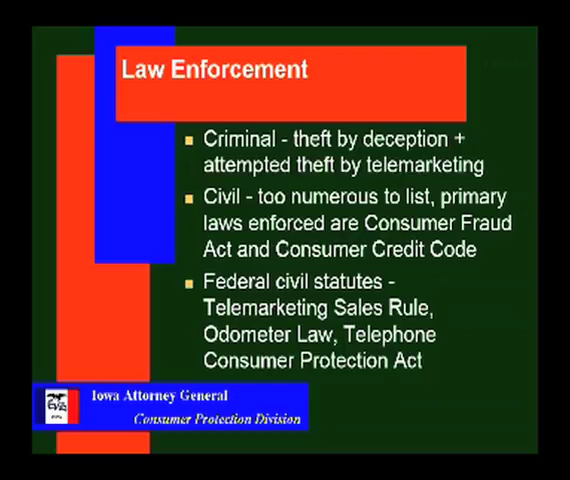 Law Enforcement
Criminal - theft by deception +
attempted theft by telemarketing
Civil - too numerous to list, primary
laws enforced are Consumer Fraud
Act and Consumer Credit Code
Federal civil statutes -
Telemarketing Sales Rule,
Odometer Law, Telephone
Consumer Protection Act
Iowa Attorney General
Consumer Protection Division